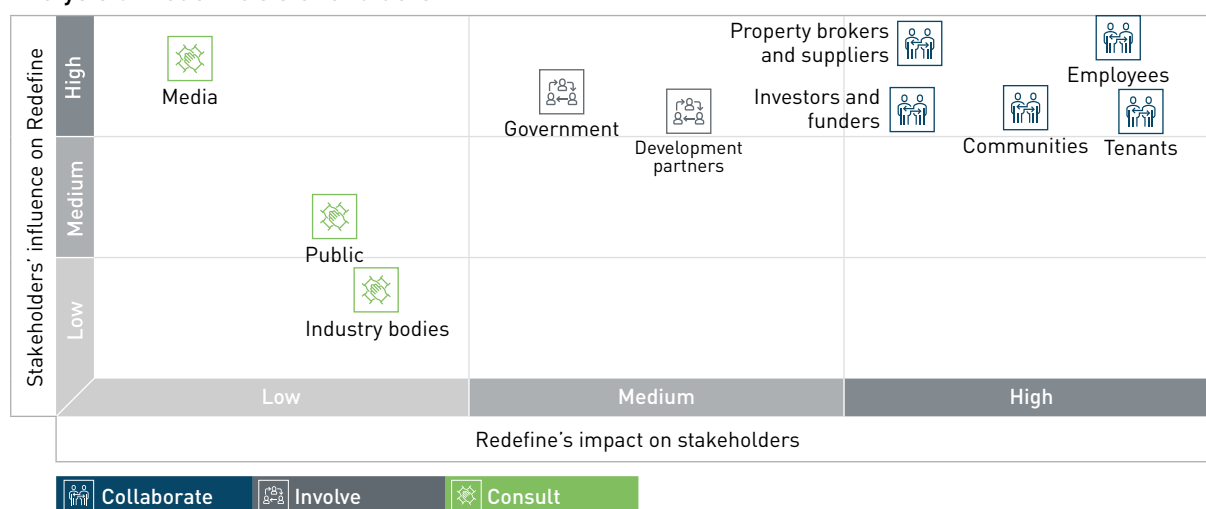 Stakeholders' influence on Redefine
High
Medium
Low
Media
Government
Development
partners
Property brokers
and suppliers
Investors and
funders
Employees
Communities
Tenants
Public
Industry bodies
Low
Medium
High
Redefine's impact on stakeholders
Collaborate
Involve
Consult